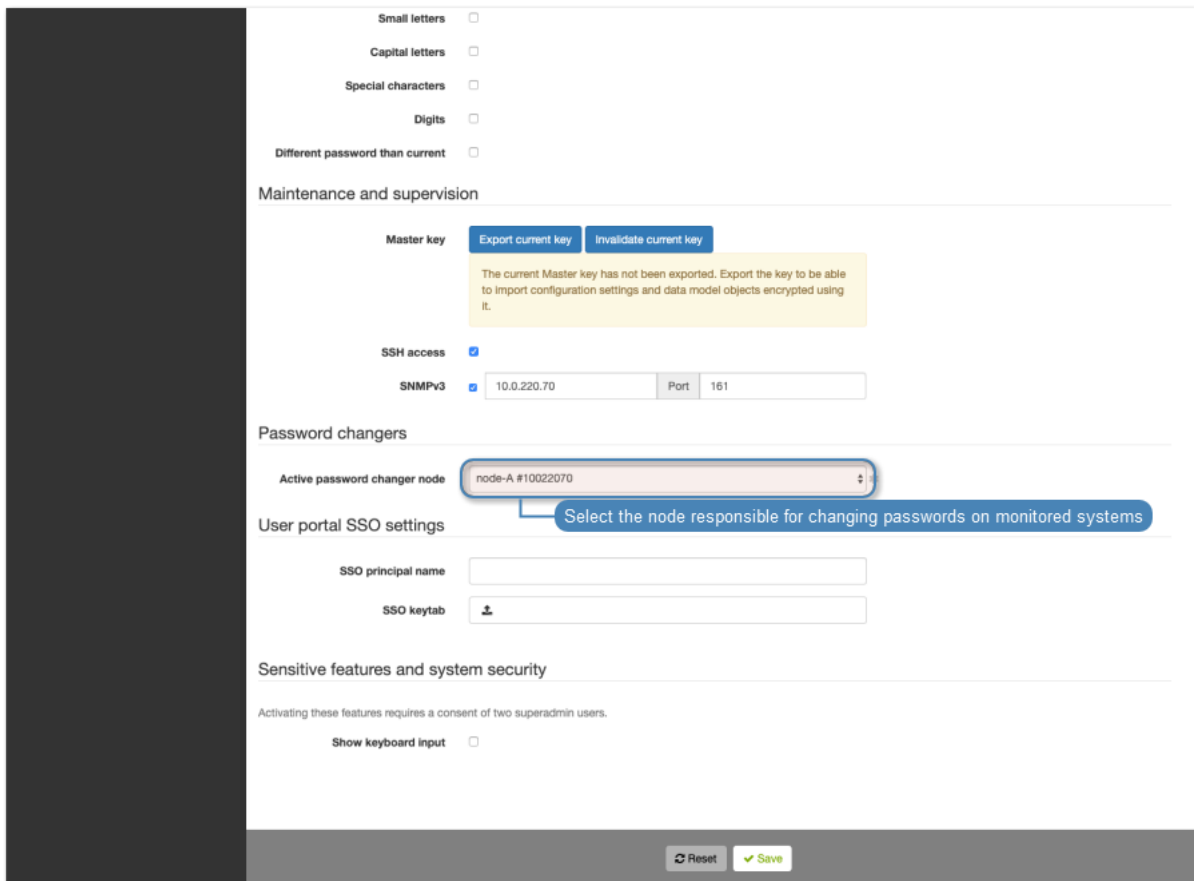 Small letters
Capital letters
Special characters
Digits
Different password than current
Maintenance and supervision
Master key Export current key Invalidate current key
The current Master key has not been exported. Export the key to be able
to import configuration settings and data model objects encrypted using
it.
SSH access
SNMPv3 10.0.220.70 Port 161
Password changers
Active password changer node node-A #10022070
Select the node responsible for changing passwords on monitored systems
User portal SSO settings
SSO principal name
SSO keytab
Sensitive features and system security
Activating these features requires a consent of two superadmin users.
Show keyboard input
Reset Save